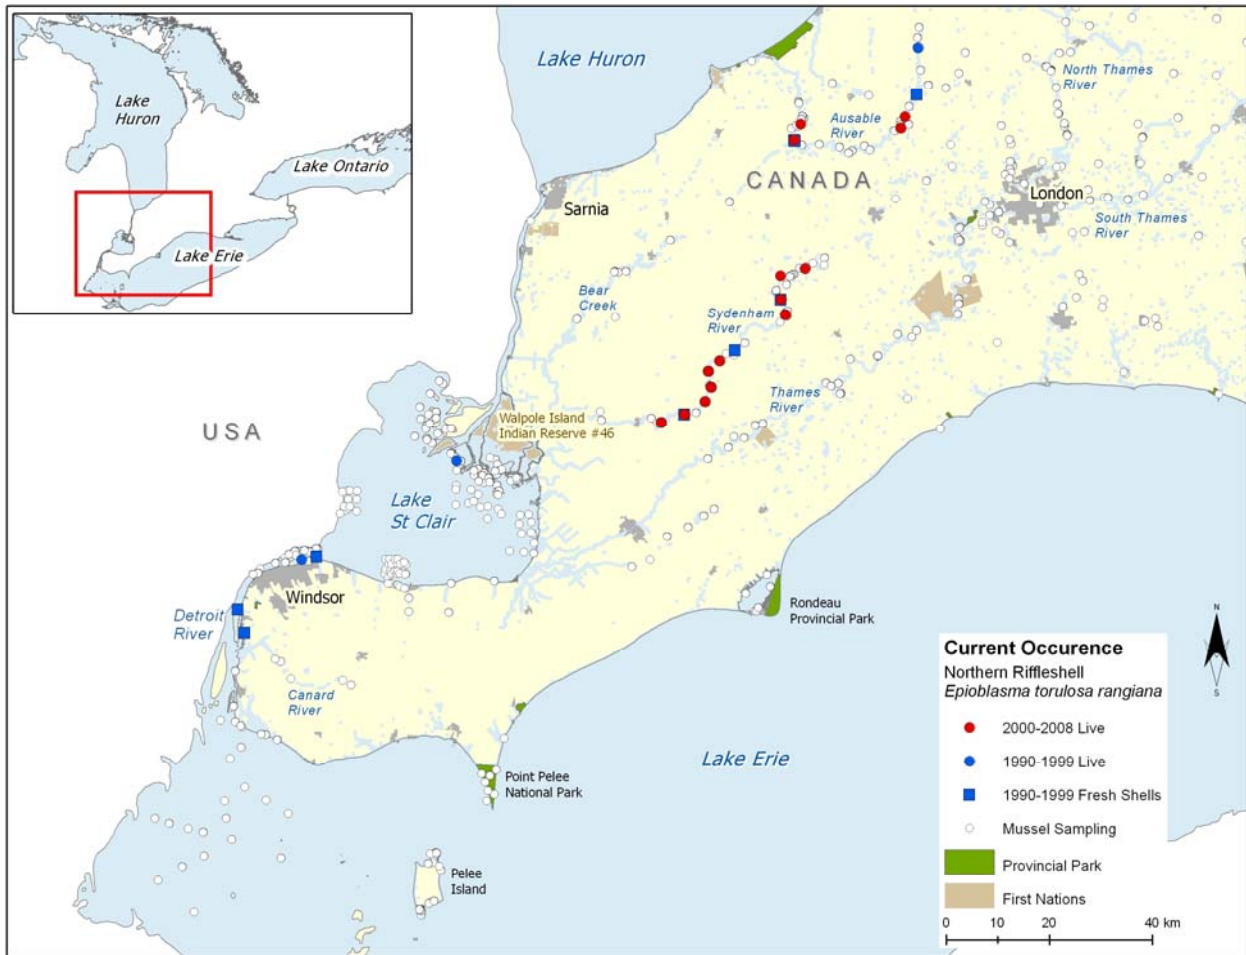 Lake
Huron
Lake Ontario
Lake Erie
Lake Huron
North Thames
River
Ausable
River
CANADA
London
Sarnia
South Thames
River
Bear
Creek
Sydenham
River
Thames
River
USA
Walpole Island
Indian Reserve #46
Lake
St Clair
Windsor
Detroit
River
Rondeau
Provincial Park
Canard
River
Lake Erie
Point Pelee
National Park
Pelee
Island
N
S
Current Occurence
Northern Riffleshell
Epioblasma torulosa rangiana
2000-2008 Live
1990-1999 Live
1990-1999 Fresh Shells
Mussel Sampling
Provincial Park
First Nations
0 10 20 40 km